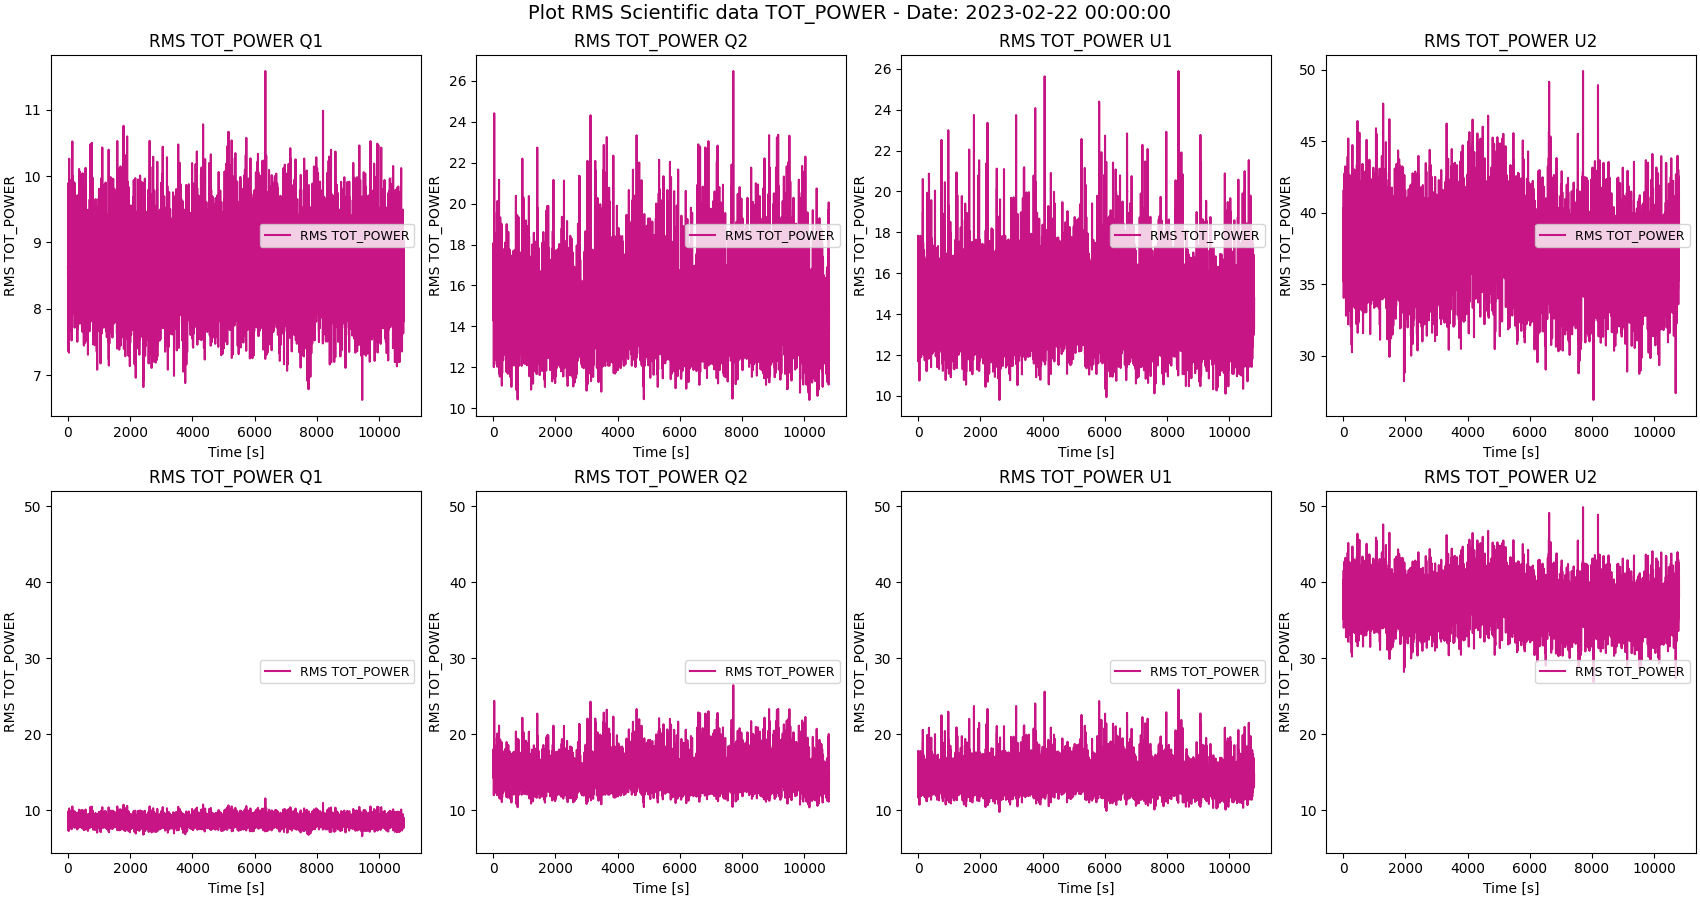 Plot RMS Scientific data TOT_POWER - Date: 2023-02-22 00:00:00
RMS TOT_POWER Q1
RMS TOT_POWER
11
10
9
8
7
RMS TOT_POWER
0 2000 4000 6000 8000 10000
Time [s]
RMS TOT_POWER Q2
RMS TOT_POWER
26
24
22
20
18
16
14
12
10
RMS TOT_POWER
0 2000 4000 6000 8000 10000
Time [s]
RMS TOT_POWER U1
RMS TOT_POWER
26
24
22
20
18
16
14
12
10
RMS TOT_POWER
0 2000 4000 6000 8000 10000
Time [s]
RMS TOT_POWER U2
RMS TOT_POWER
50
45
40
35
30
RMS TOT_POWER
0 2000 4000 6000 8000 10000
Time [s]
RMS TOT_POWER Q1
RMS TOT_POWER
50
40
30
20
10
RMS TOT_POWER
0 2000 4000 6000 8000 10000
Time [s]
RMS TOT_POWER Q2
RMS TOT_POWER
50
40
30
20
10
RMS TOT_POWER
0 2000 4000 6000 8000 10000
Time [s]
RMS TOT_POWER U1
RMS TOT_POWER
50
40
30
20
10
RMS TOT_POWER
0 2000 4000 6000 8000 10000
Time [s]
RMS TOT_POWER U2
RMS TOT_POWER
50
40
30
20
10
RMS TOT_POWER
0 2000 4000 6000 8000 10000
Time [s]